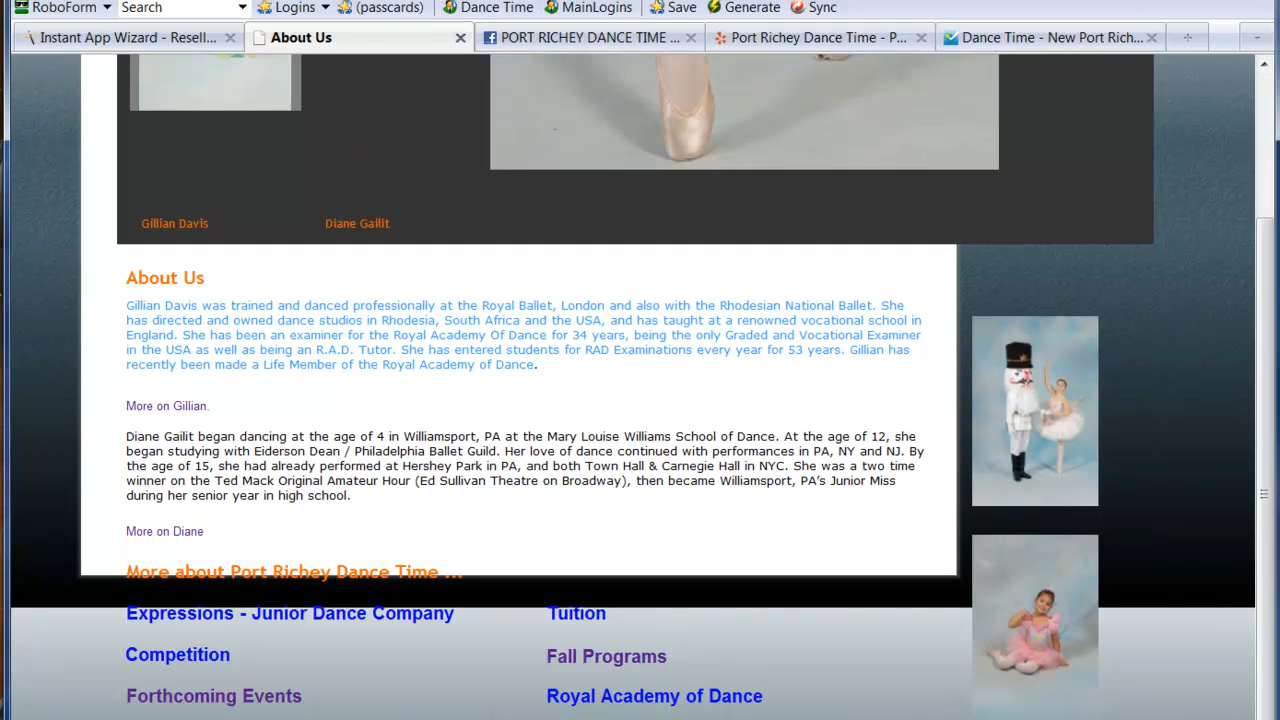 RoboForm Search Logins (passcards) Dance Time MainLogins Save Generate Sync
Instant App Wizard - Resell... About Us PORT RICHEY DANCE TIME ... Port Richey Dance Time - P... Dance Time - New Port Rich...
Gillian Davis Diane Gailit
About Us
Gillian Davis was trained and danced professionally at the Royal Ballet, London and also with the Rhodesian National Ballet. She
has directed and owned dance studios in Rhodesia, South Africa and the USA, and has taught at a renowned vocational school in
England. She has been an examiner for the Royal Academy Of Dance for 34 years, being the only Graded and Vocational Examiner
in the USA as well as being an R.A.D. Tutor. She has entered students for RAD Examinations every year for 53 years. Gillian has
recently been made a Life Member of the Royal Academy of Dance.
More on Gillian.
Diane Gailit began dancing at the age of 4 in Williamsport, PA at the Mary Louise Williams School of Dance. At the age of 12, she
began studying with Eiderson Dean / Philadelphia Ballet Guild. Her love of dance continued with performances in PA, NY and NJ. By
the age of 15, she had already performed at Hershey Park in PA, and both Town Hall & Carnegie Hall in NYC. She was a two time
winner on the Ted Mack Original Amateur Hour (Ed Sullivan Theatre on Broadway), then became Williamsport, PA's Junior Miss
during her senior year in high school.
More on Diane
More about Port Richey Dance Time ...
Expressions - Junior Dance Company Tuition
Competition Fall Programs
Forthcoming Events Royal Academy of Dance